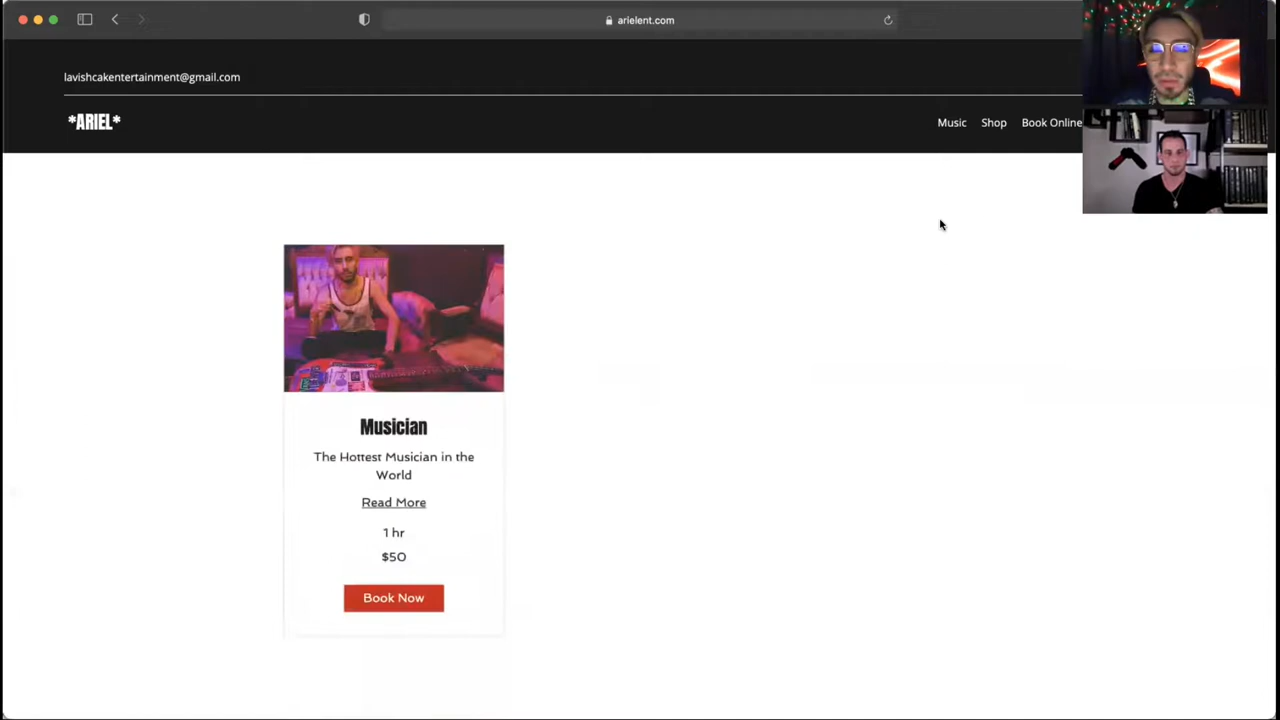 arielent.com
lavishcakentertainment@gmail.com
*ARIEL*
Music
Shop
Book Online
Musician
The Hottest Musician in the
World
Read More
1 hr
$50
Book Now